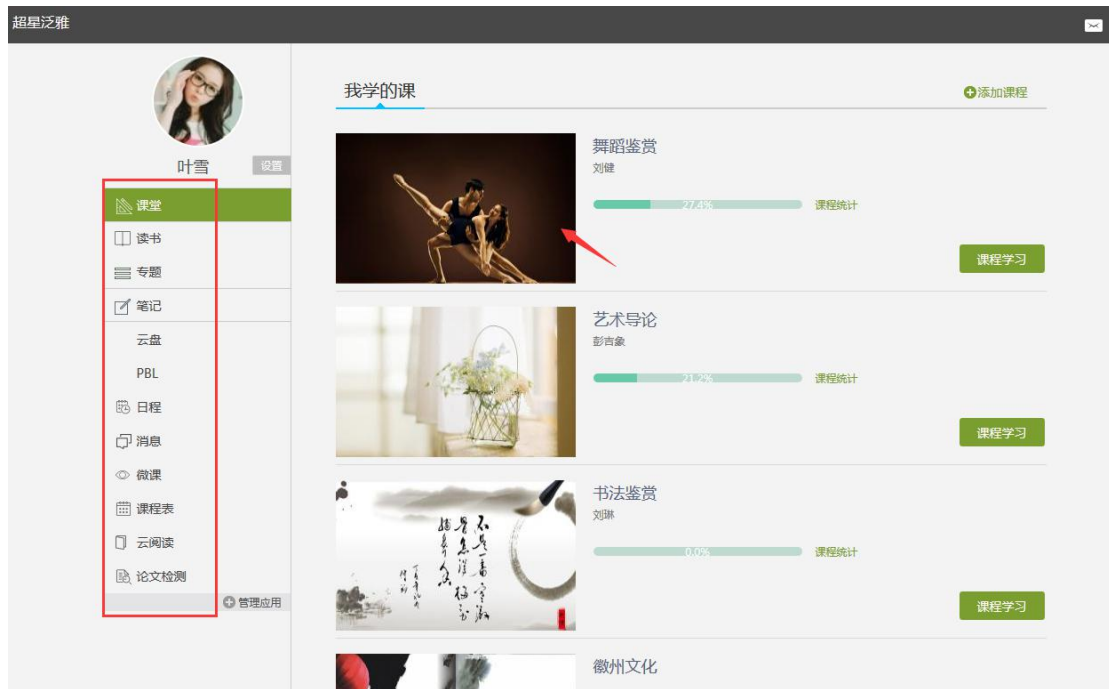 超星泛雅
叶雪
设置
课堂
读书
专题
笔记
云盘
PBL
日程
消息
微课
课程表
云阅读
论文检测
管理应用
我学的课
添加课程
舞蹈鉴赏
刘健
27.4%
课程统计
课程学习
艺术导论
彭吉象
21.2%
课程统计
课程学习
书法鉴赏
刘琳
0.0%
课程统计
课程学习
徽州文化